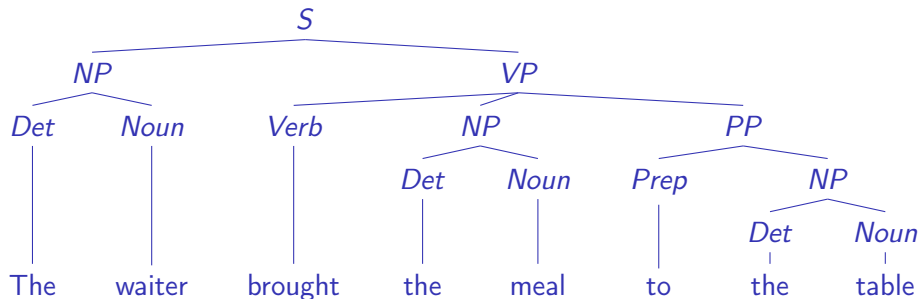 S
NP VP
Det Noun Verb NP PP
Det Noun Prep NP
Det Noun
The waiter brought the meal to the table